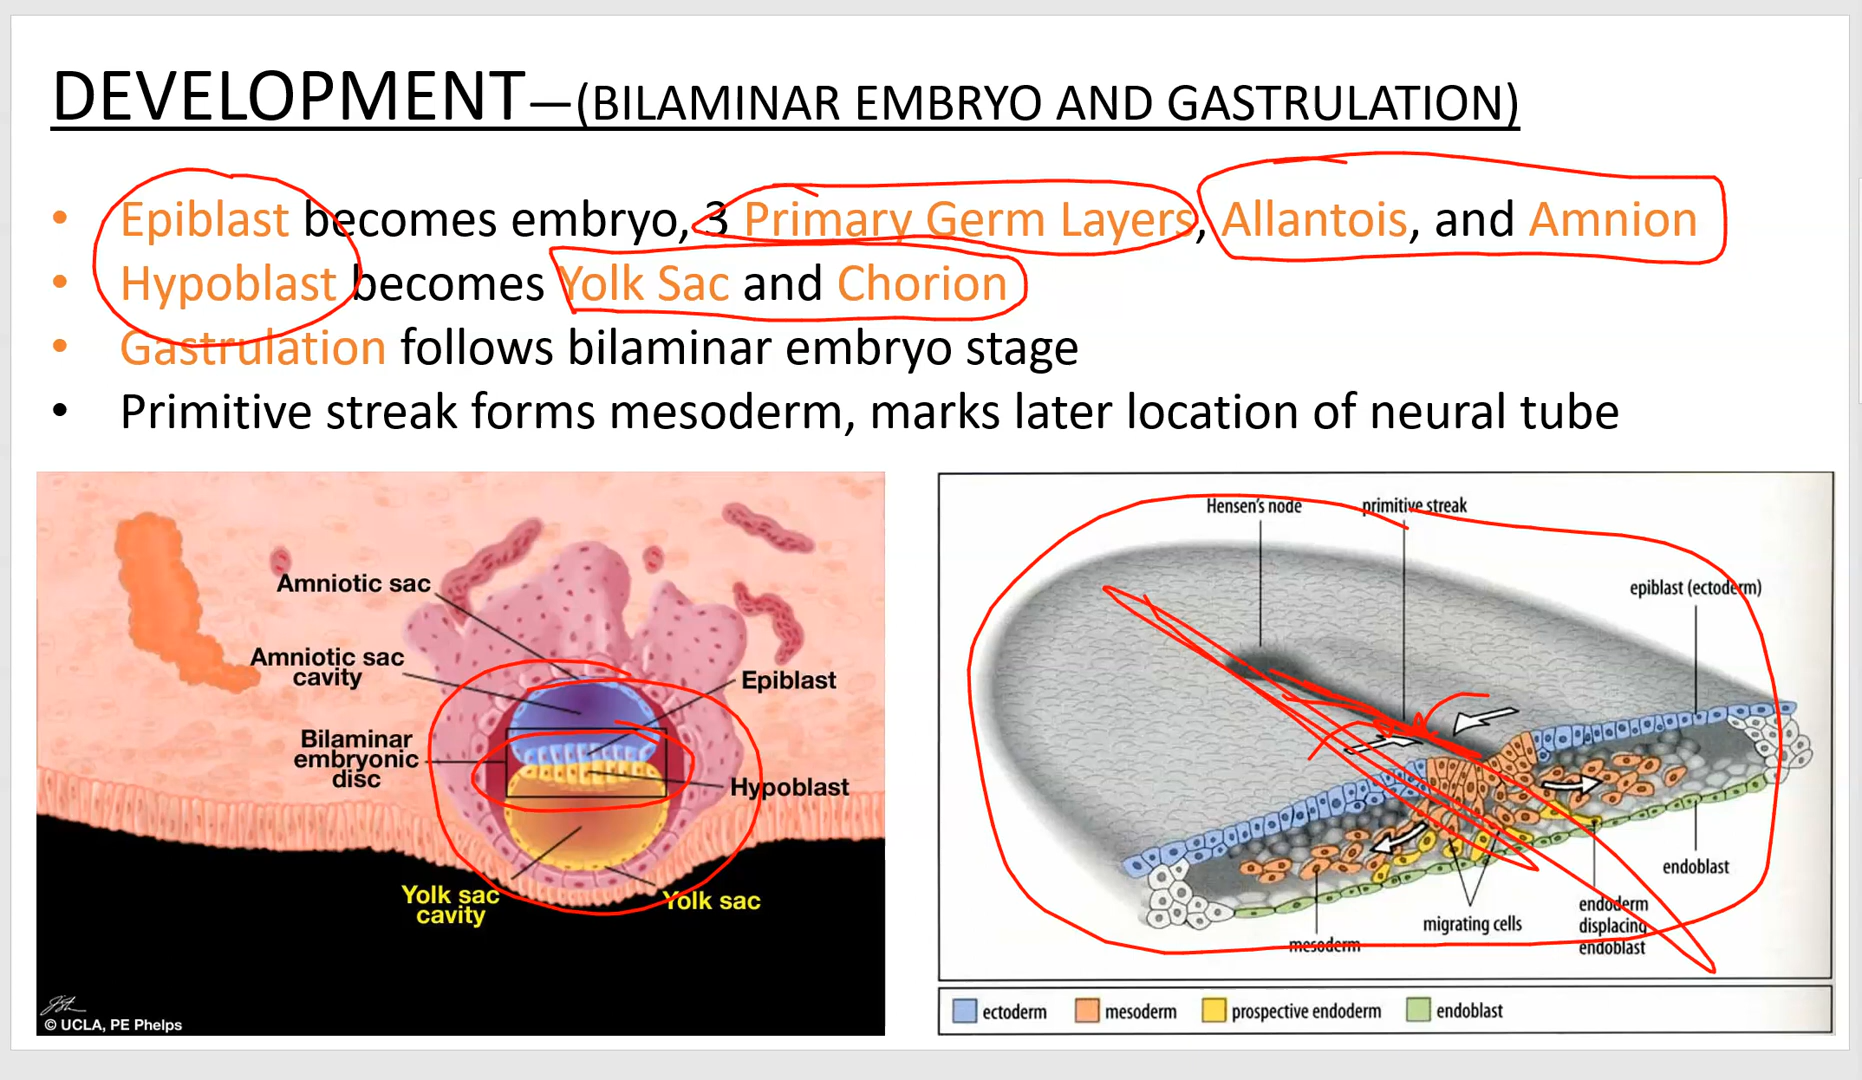 DEVELOPMENT—(BILAMINAR EMBRYO AND GASTRULATION)
• Epiblast becomes embryo, 3 Primary Germ Layers, Allantois, and Amnion
• Hypoblast becomes Yolk Sac and Chorion
• Gastrulation follows bilaminar embryo stage
• Primitive streak forms mesoderm, marks later location of neural tube
Amniotic sac
Amniotic sac
cavity
Epiblast
Bilaminar
embryonic
disc
Hypoblast
Yolk sac
cavity
Yolk sac
© UCLA, PE Phelps
Hensen's node
primitive streak
epiblast (ectoderm)
endoblast
endoderm
displacing
endoblast
migrating cells
mesoderm
ectoderm
mesoderm
prospective endoderm
endoblast